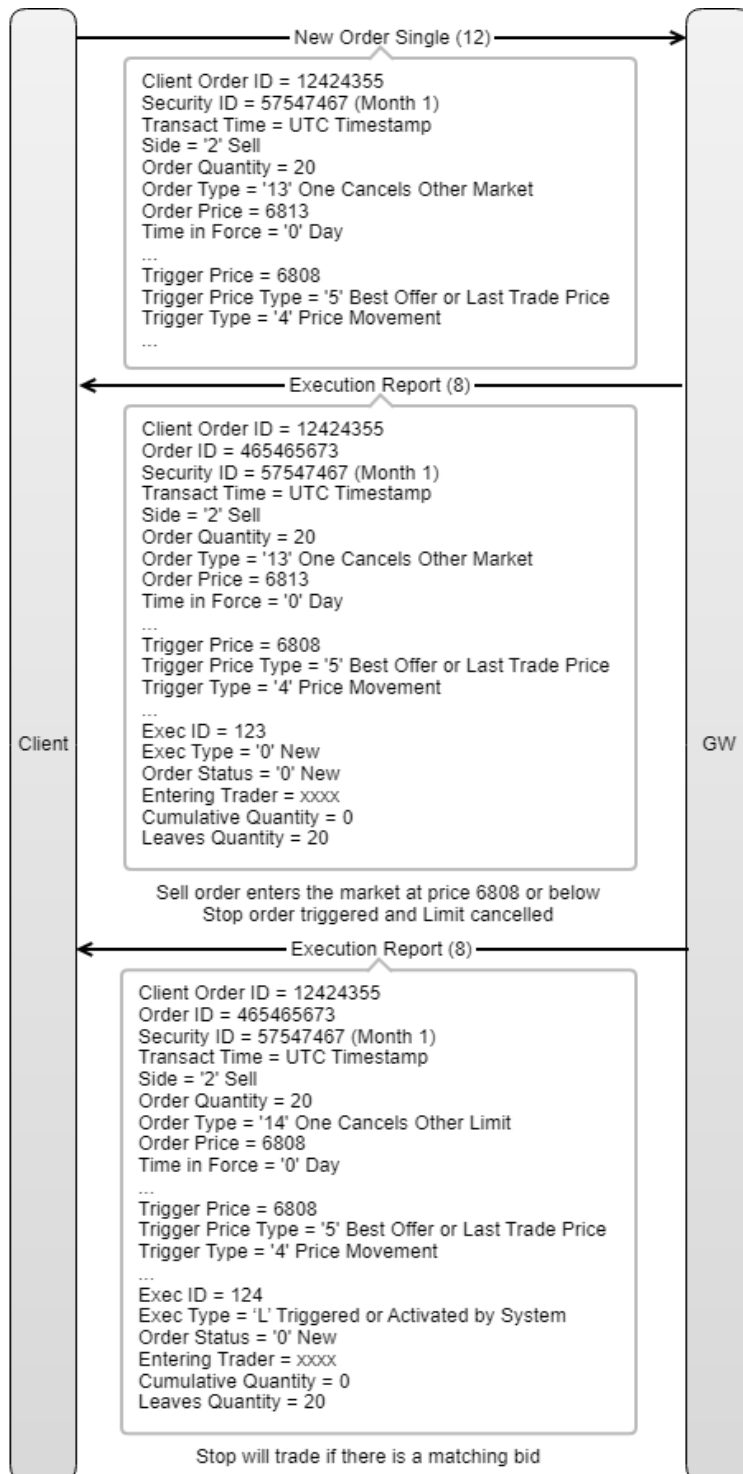 New Order Single (12)
Client Order ID = 12424355
Security ID = 57547467 (Month 1)
Transact Time = UTC Timestamp
Side = '2' Sell
Order Quantity = 20
Order Type = '13' One Cancels Other Market
Order Price = 6813
Time in Force = '0' Day
...
Trigger Price = 6808
Trigger Price Type = '5' Best Offer or Last Trade Price
Trigger Type = '4' Price Movement
...
Execution Report (8)
Client Order ID = 12424355
Order ID = 465465673
Security ID = 57547467 (Month 1)
Transact Time = UTC Timestamp
Side = '2' Sell
Order Quantity = 20
Order Type = '13' One Cancels Other Market
Order Price = 6813
Time in Force = '0' Day
...
Trigger Price = 6808
Trigger Price Type = '5' Best Offer or Last Trade Price
Trigger Type = '4' Price Movement
...
Exec ID = 123
Exec Type = '0' New
Order Status = '0' New
Entering Trader = xxxx
Cumulative Quantity = 0
Leaves Quantity = 20
Client
GW
Sell order enters the market at price 6808 or below
Stop order triggered and Limit cancelled
Execution Report (8)
Client Order ID = 12424355
Order ID = 465465673
Security ID = 57547467 (Month 1)
Transact Time = UTC Timestamp
Side = '2' Sell
Order Quantity = 20
Order Type = '14' One Cancels Other Limit
Order Price = 6808
Time in Force = '0' Day
...
Trigger Price = 6808
Trigger Price Type = '5' Best Offer or Last Trade Price
Trigger Type = '4' Price Movement
...
Exec ID = 124
Exec Type = ‘L’ Triggered or Activated by System
Order Status = '0' New
Entering Trader = xxxx
Cumulative Quantity = 0
Leaves Quantity = 20
Stop will trade if there is a matching bid